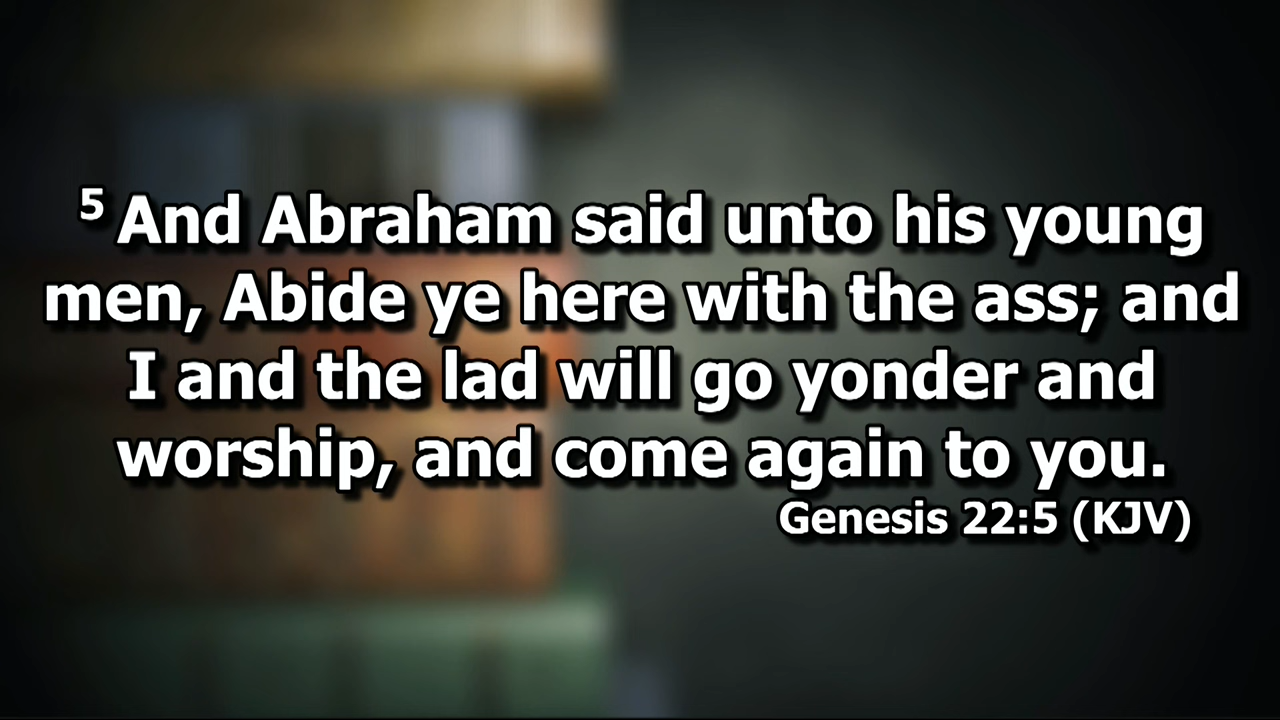 5 And Abraham said unto his young
men, Abide ye here with the ass; and
I and the lad will go yonder and
worship, and come again to you.
Genesis 22:5 (KJV)